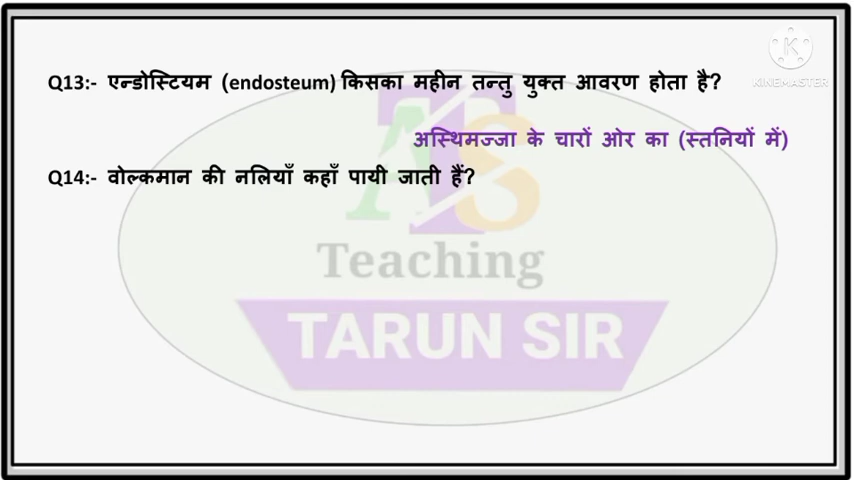 KINEMASTER
Q13:- एन्डोस्टियम (endosteum) किसका महीन तन्तु युक्त आवरण होता है?
अस्थिमज्जा के चारों ओर का (स्तनियों में)
Q14:- वोल्कमान की नलियाँ कहाँ पायी जाती हैं?
ATS
Teaching
TARUN SIR